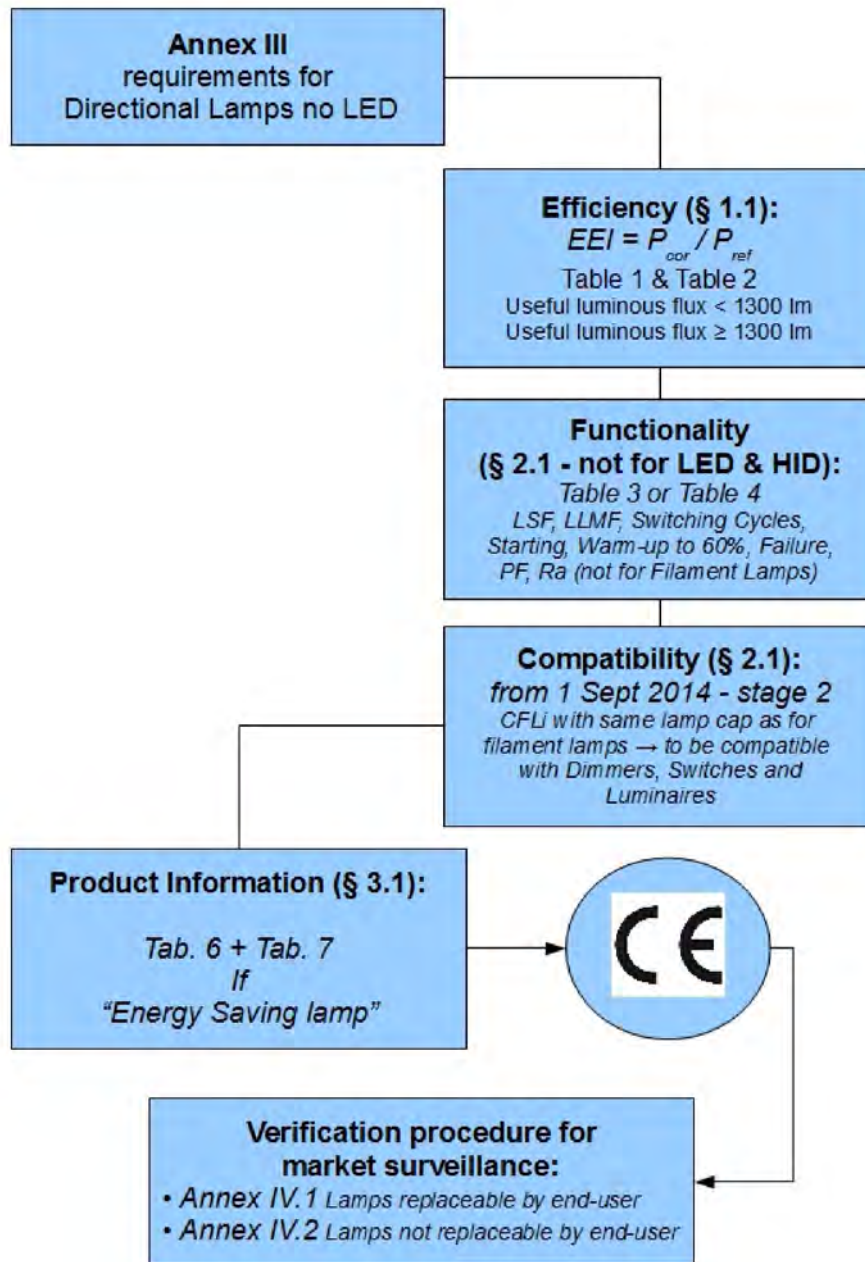 Annex III
requirements for
Directional Lamps no LED
Efficiency (§ 1.1):
EEI = P_cor / P_ref
Table 1 & Table 2
Useful luminous flux < 1300 lm
Useful luminous flux ≥ 1300 lm
Functionality
(§ 2.1 - not for LED & HID):
Table 3 or Table 4
LSF, LLMF, Switching Cycles,
Starting, Warm-up to 60%, Failure,
PF, Ra (not for Filament Lamps)
Compatibility (§ 2.1):
from 1 Sept 2014 - stage 2
CFLi with same lamp cap as for
filament lamps → to be compatible
with Dimmers, Switches and
Luminaires
Product Information (§ 3.1):
Tab. 6 + Tab. 7
If
“Energy Saving lamp”
CE
Verification procedure for
market surveillance:
• Annex IV.1 Lamps replaceable by end-user
• Annex IV.2 Lamps not replaceable by end-user